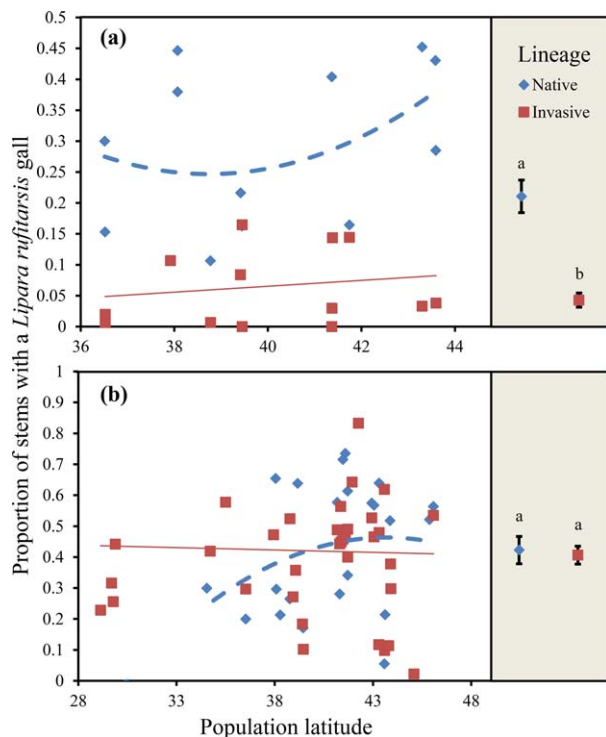 Proportion of stems with a Lipara rufitarsis gall
(a)
0.5
0.45
0.4
0.35
0.3
0.25
0.2
0.15
0.1
0.05
0
36 38 40 42 44
Lineage
Native
Invasive
a
b
(b)
1
0.9
0.8
0.7
0.6
0.5
0.4
0.3
0.2
0.1
0
28 33 38 43 48
a a
Population latitude